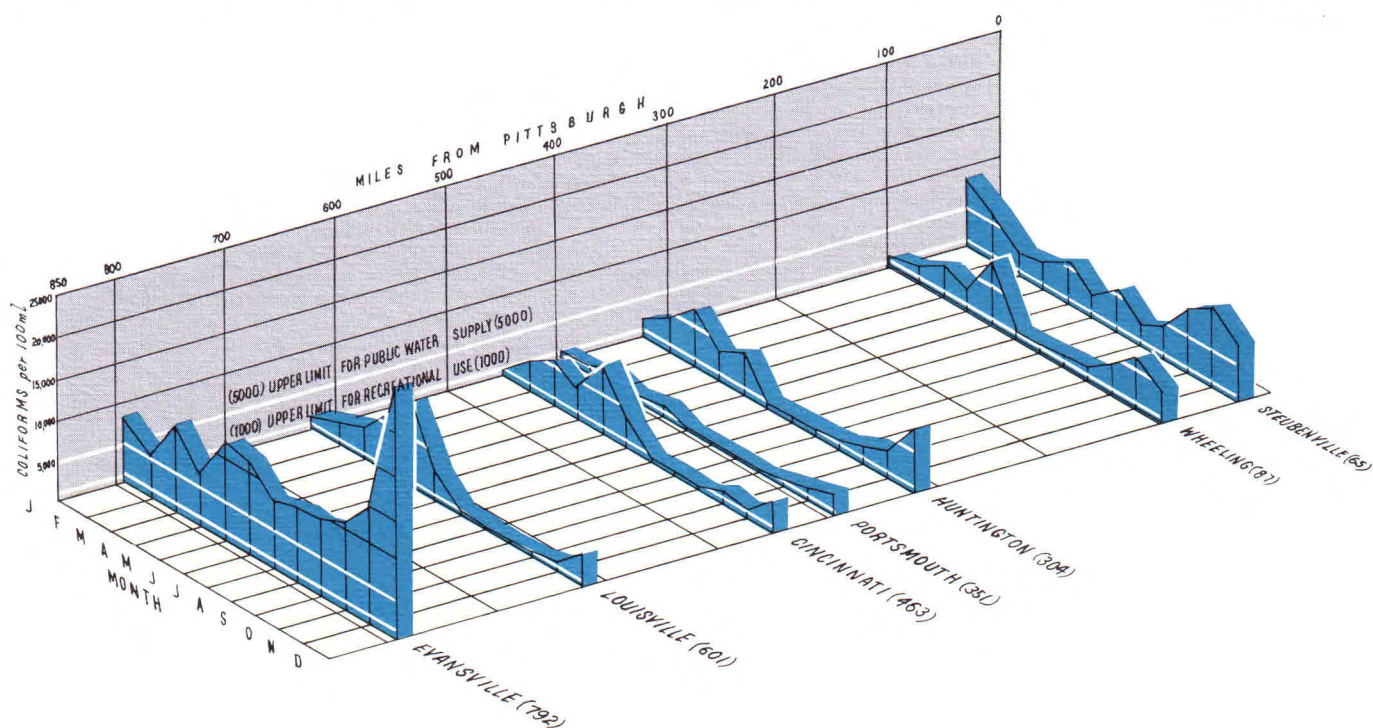 0
100
200
300
400
500
600
700
800
850
MILES FROM PITTSBURGH
25,000
20,000
15,000
10,000
5,000
COLIFORMS per 100ml
(5000) UPPER LIMIT FOR PUBLIC WATER SUPPLY (5000)
(1000) UPPER LIMIT FOR RECREATIONAL USE (1000)
J F M A M J J A S O N D
MONTH
EVANSVILLE (792)
LOUISVILLE (601)
CINCINNATI (463)
PORTSMOUTH (351)
HUNTINGTON (304)
WHEELING (87)
STEUBENVILLE (65)